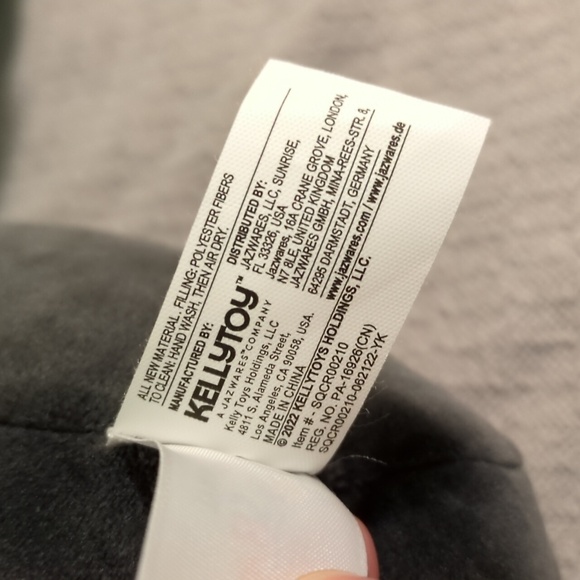 ALL NEW MATERIAL. FILLING: POLYESTER FIBERS
TO CLEAN: HAND WASH, THEN AIR DRY.
MANUFACTURED BY:
KELLYTOY™
A JAZWARES™ COMPANY
Kelly Toys Holdings, LLC
4811 S. Alameda Street,
Los Angeles, CA 90058, USA.
MADE IN CHINA
DISTRIBUTED BY:
JAZWARES, LLC, SUNRISE,
FL 33326, USA
Jazwares, 16A CRANE GROVE, LONDON,
N7 8LE, UNITED KINGDOM
JAZWARES GMBH, MINA-REES-STR. 8,
64295 DARMSTADT, GERMANY
www.jazwares.com / www.jazwares.de
© 2022 KELLYTOYS HOLDINGS, LLC.
Item #:- SQCR00210
REG. NO. PA-16926(CN)
SQCR00210-062122-YK